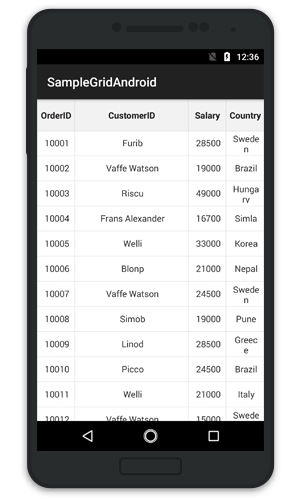 12:36
SampleGridAndroid
OrderID CustomerID Salary Country
10001 Furib 28500 Swede
n
10002 Vaffe Watson 19000 Brazil
10003 Riscu 49000 Hunga
ry
10004 Frans Alexander 16700 Simla
10005 Welli 33000 Korea
10006 Blonp 21000 Nepal
10007 Vaffe Watson 24500 Swede
n
10008 Simob 19000 Pune
10009 Linod 28500 Greec
e
10010 Picco 24500 Brazil
10011 Welli 21000 Italy
10012 Vaffe Watson 15000 Swede